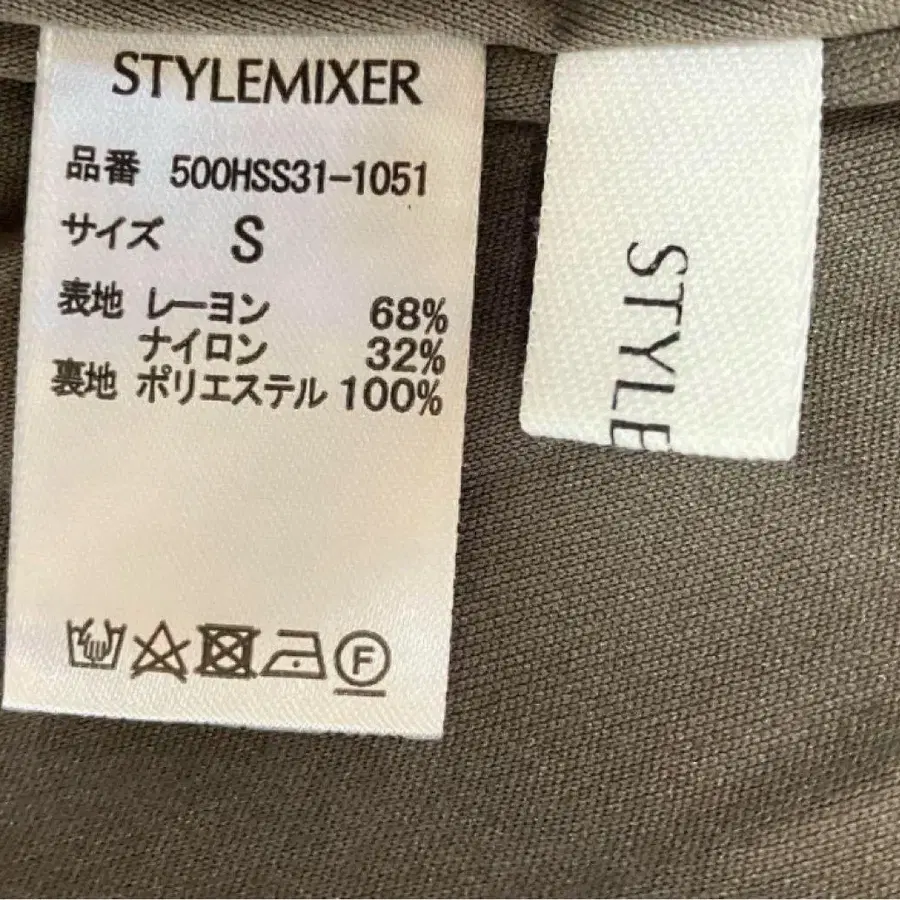 STYLEMIXER
品番 500HSS31-1051
サイズ S
表地 レーヨン 68%
ナイロン 32%
裏地 ポリエステル 100%
F
STYLE